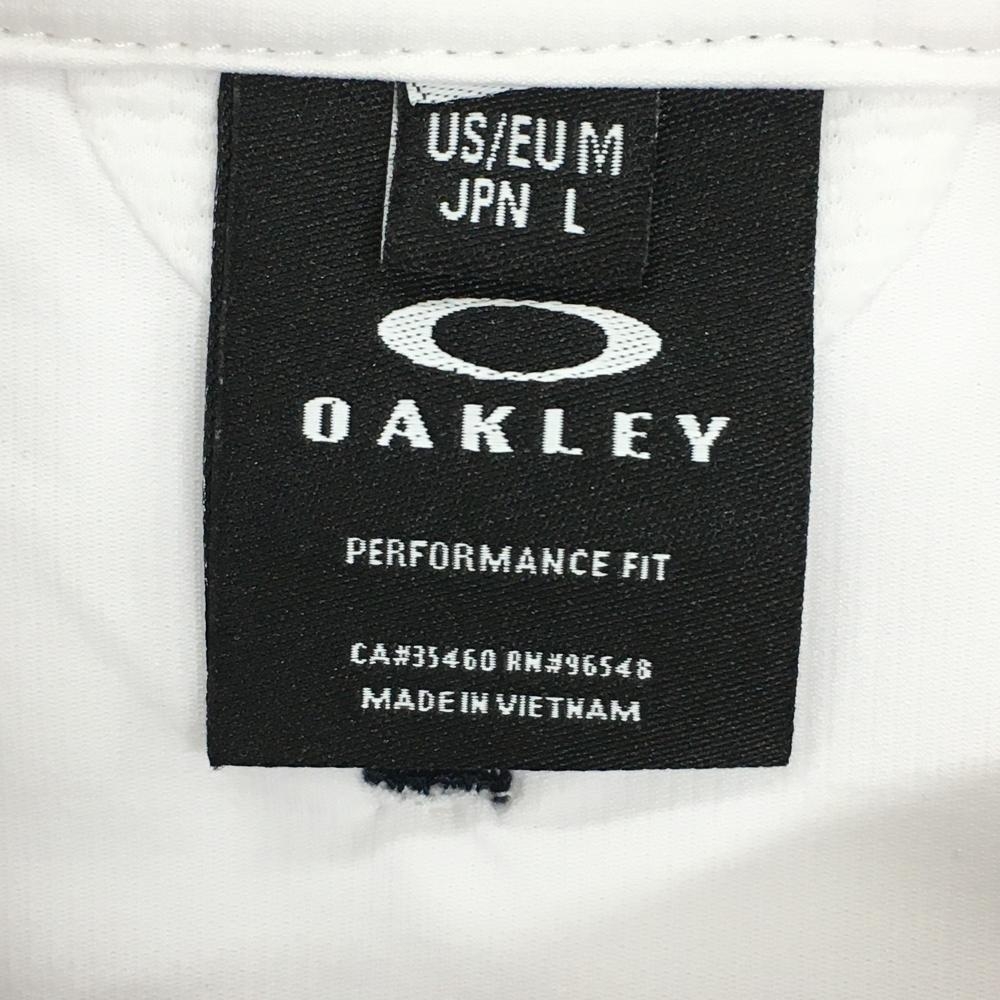 US/EU M
JPN L
OAKLEY
PERFORMANCE FIT
CA#35460 RN#96548
MADE IN VIETNAM